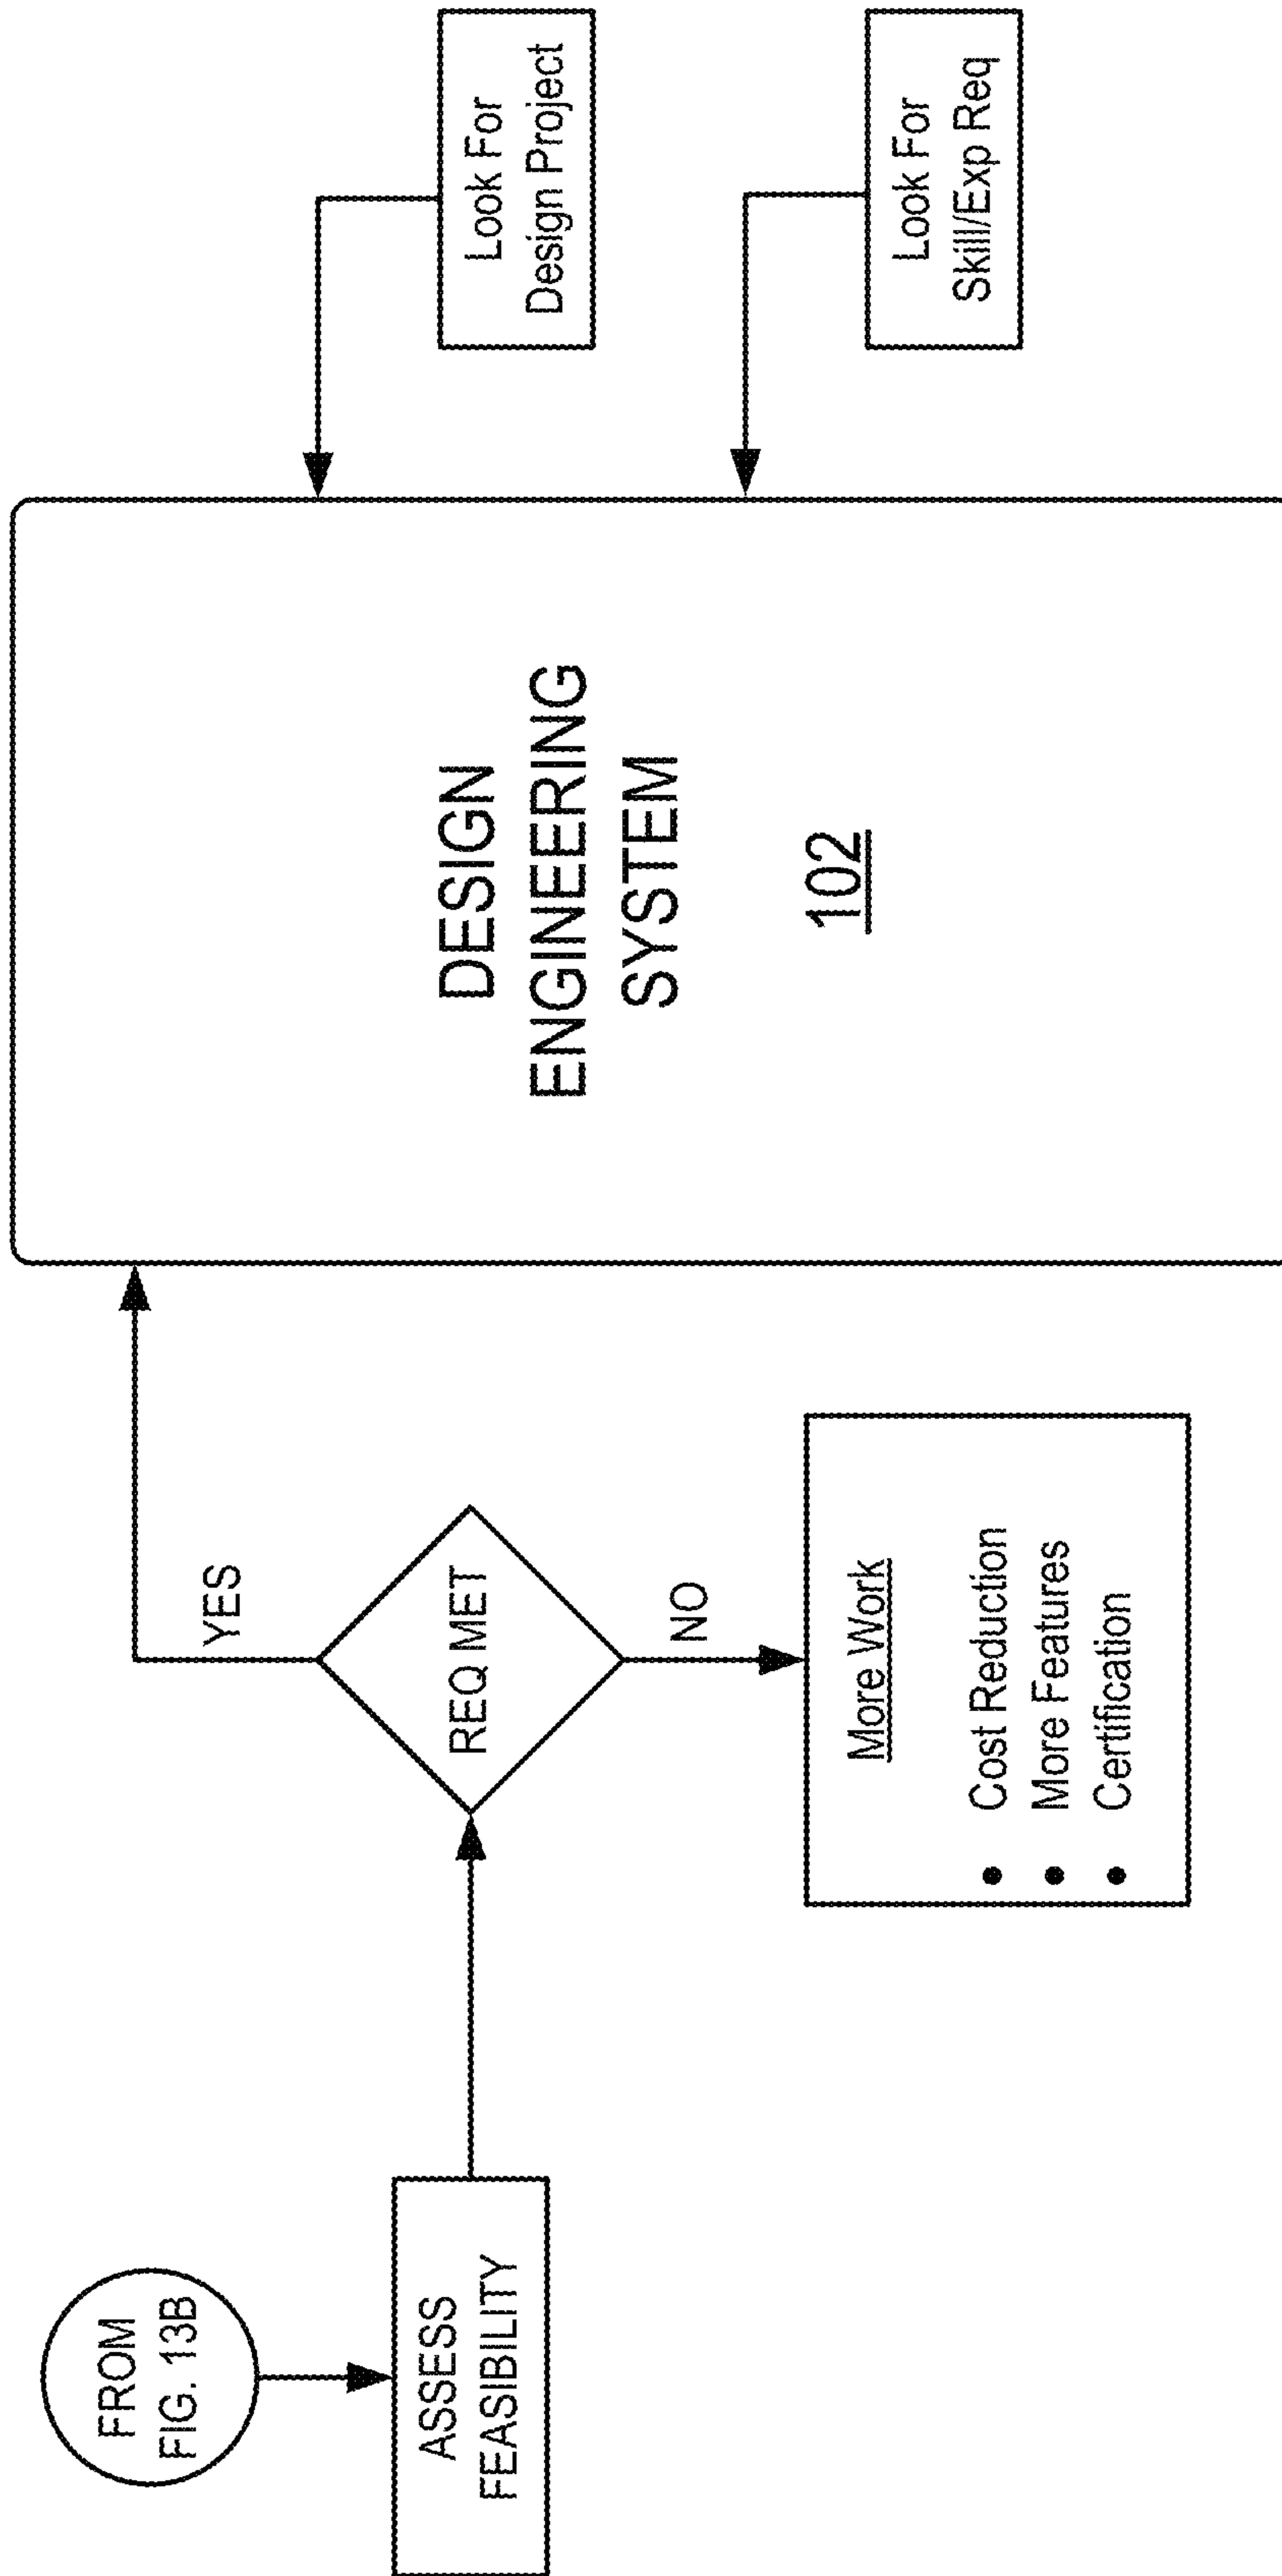 FROM
FIG. 13B
ASSESS
FEASIBILITY
REQ MET
YES
NO
More Work
● Cost Reduction
● More Features
● Certification
DESIGN
ENGINEERING
SYSTEM
102
Look For
Design Project
Look For
Skill/Exp Req